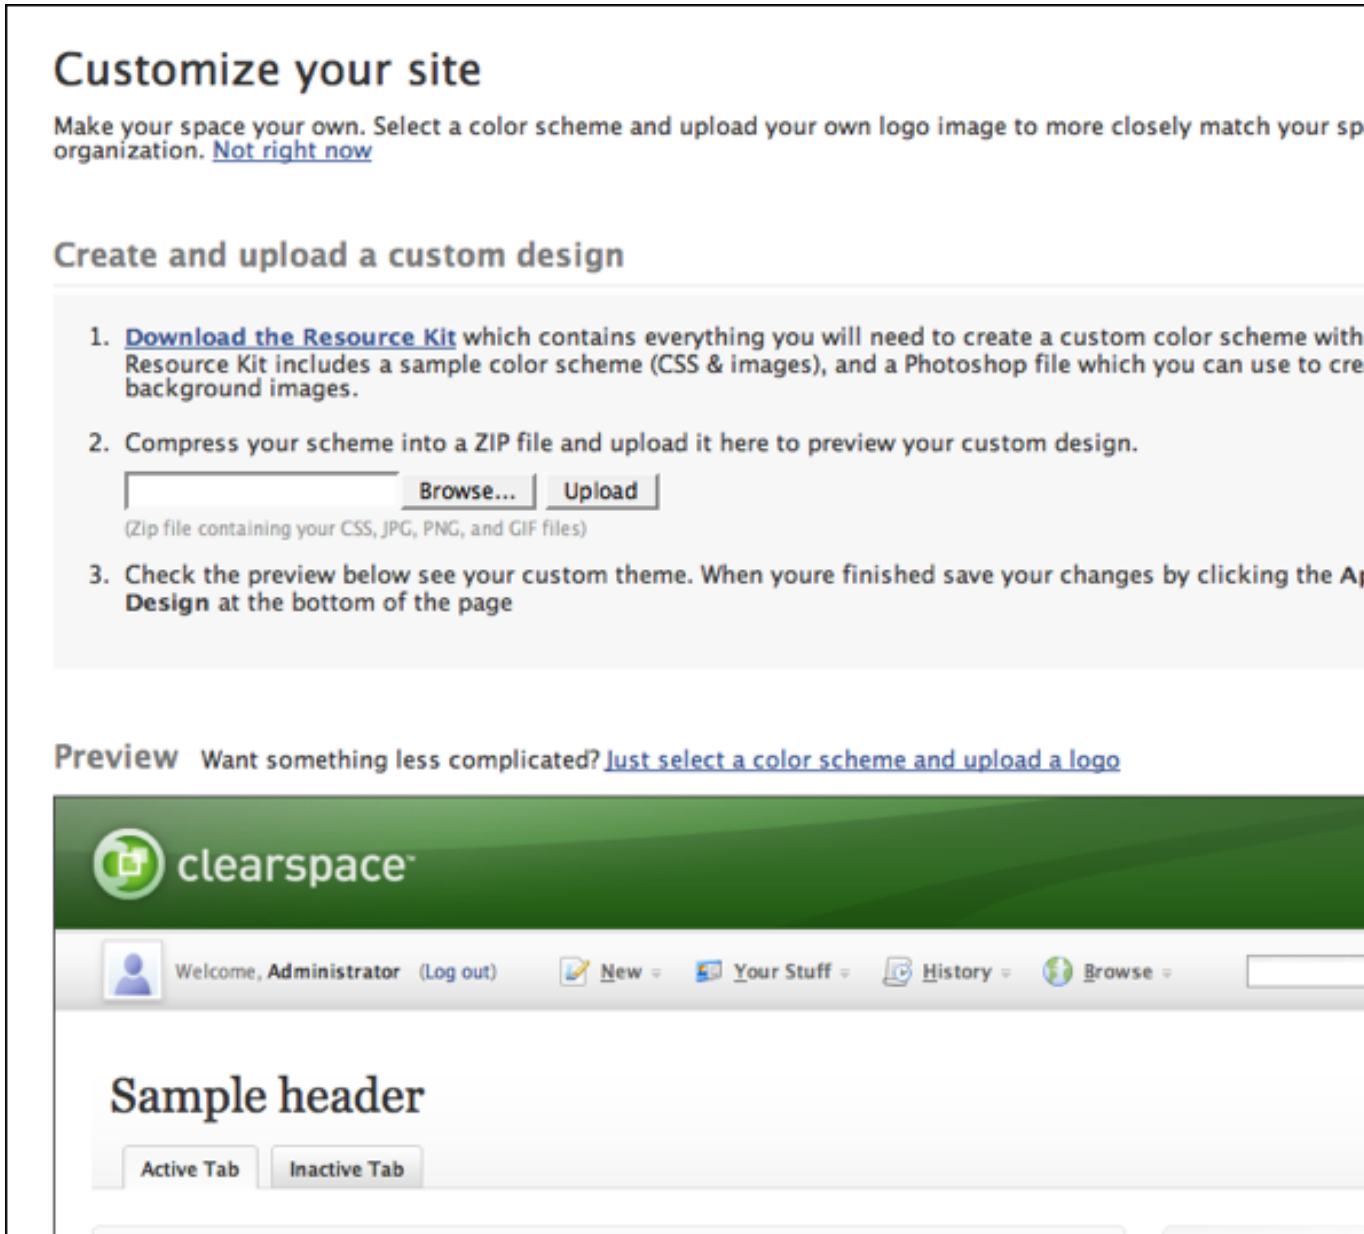 Customize your site
Make your space your own. Select a color scheme and upload your own logo image to more closely match your
organization. Not right now
Create and upload a custom design
1. Download the Resource Kit which contains everything you will need to create a custom color scheme with
Resource Kit includes a sample color scheme (CSS & images), and a Photoshop file which you can use to
background images.
2. Compress your scheme into a ZIP file and upload it here to preview your custom design.
Browse... Upload
(Zip file containing your CSS, JPG, PNG, and GIF files)
3. Check the preview below see your custom theme. When youre finished save your changes by clicking the
Design at the bottom of the page
Preview Want something less complicated? Just select a color scheme and upload a logo
clearspace™
Welcome, Administrator (Log out) New Your Stuff History Browse
Sample header
Active Tab Inactive Tab